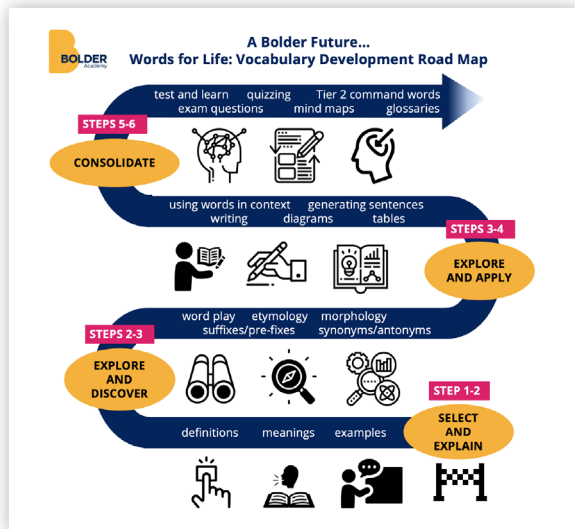 BOLDER
Academy
A Bolder Future...
Words for Life: Vocabulary Development Road Map
test and learn quizzing Tier 2 command words
exam questions mind maps glossaries
STEPS 5-6
CONSOLIDATE
using words in context generating sentences
writing diagrams tables
STEPS 3-4
EXPLORE
AND APPLY
word play etymology morphology
suffixes/pre-fixes synonyms/antonyms
STEPS 2-3
EXPLORE
AND
DISCOVER
STEP 1-2
SELECT
AND
EXPLAIN
definitions meanings examples